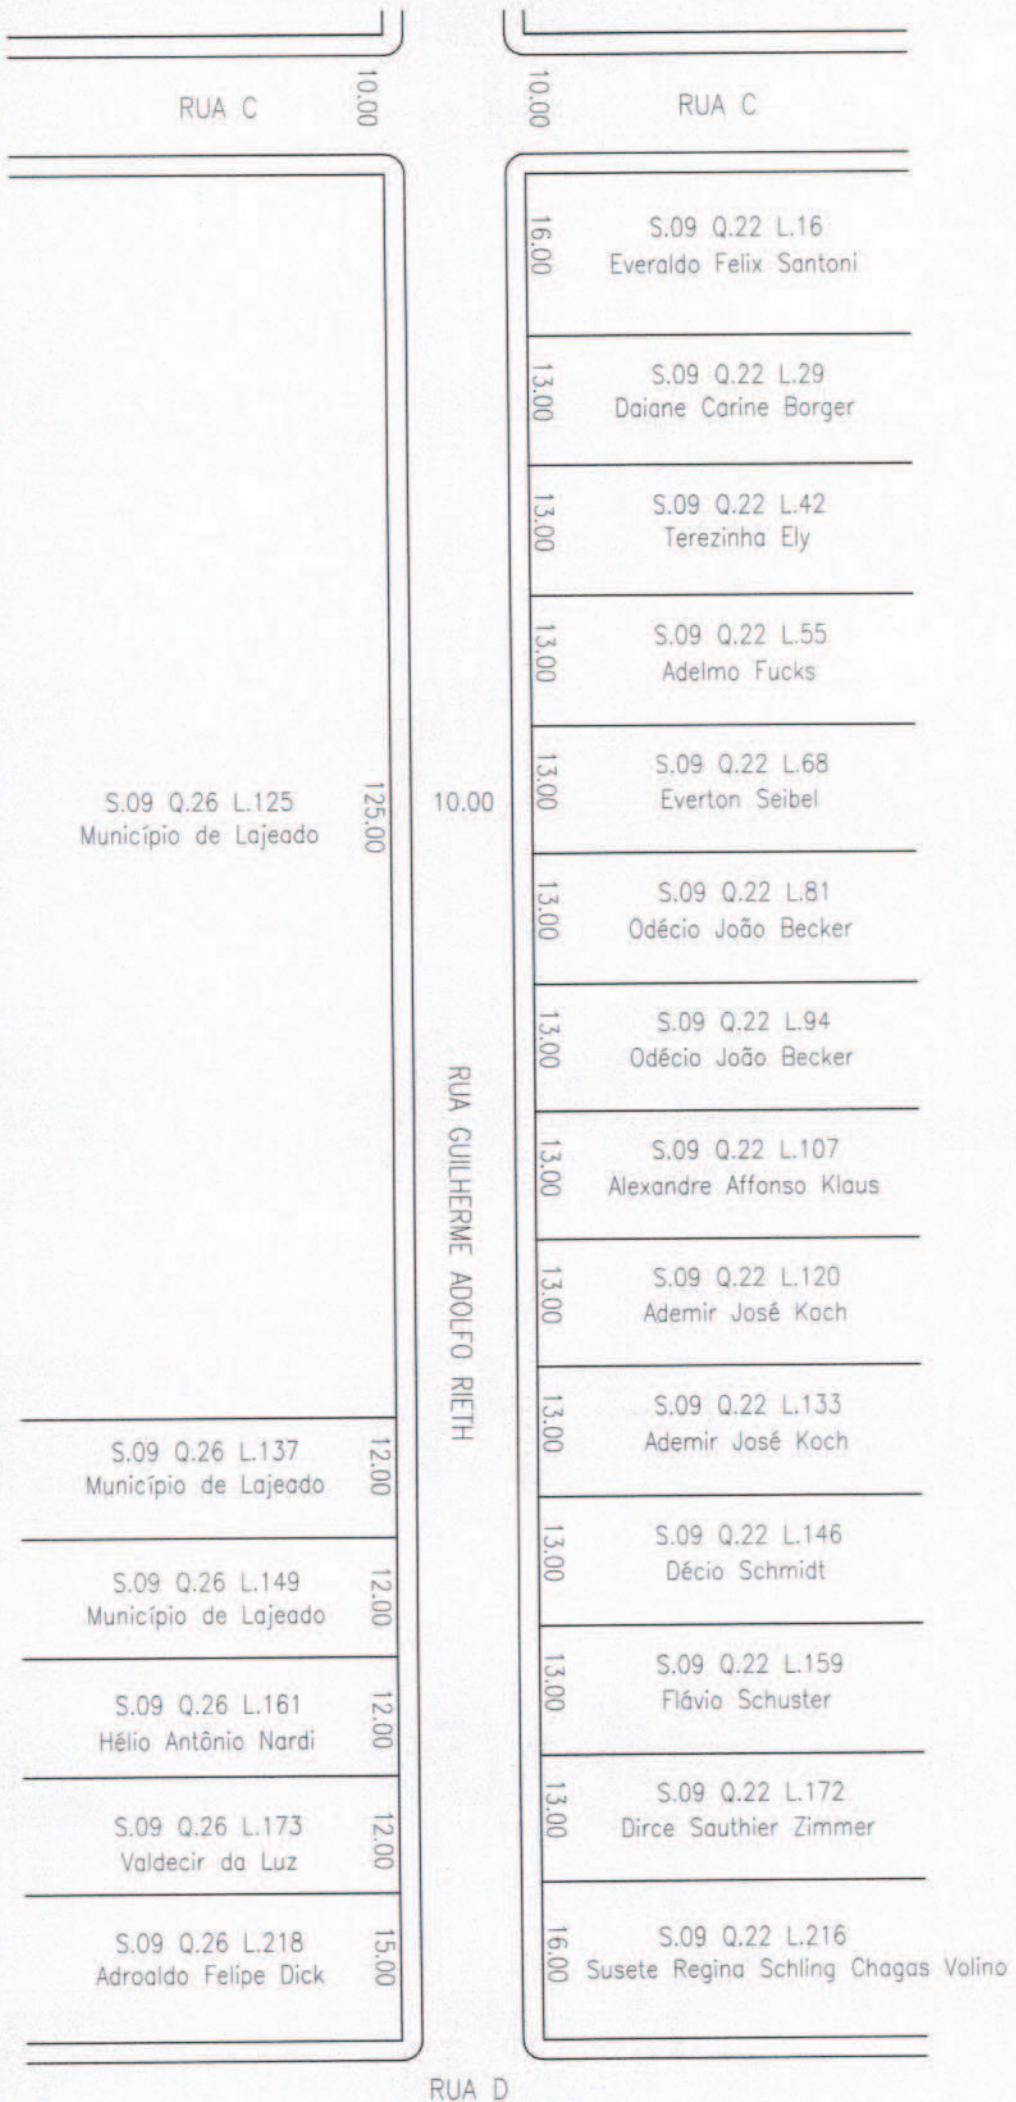 RUA C
10.00
10.00
RUA C
16.00
S.09 Q.22 L.16
Everaldo Felix Santoni
13.00
S.09 Q.22 L.29
Daiane Carine Borger
13.00
S.09 Q.22 L.42
Terezinha Ely
13.00
S.09 Q.22 L.55
Adelmo Fucks
13.00
S.09 Q.22 L.68
Everton Seibel
S.09 Q.26 L.125
Município de Lajeado
125.00
10.00
13.00
S.09 Q.22 L.81
Odécio João Becker
13.00
S.09 Q.22 L.94
Odécio João Becker
RUA GUILHERME ADOLFO RIETH
13.00
S.09 Q.22 L.107
Alexandre Affonso Klaus
13.00
S.09 Q.22 L.120
Ademir José Koch
13.00
S.09 Q.22 L.133
Ademir José Koch
S.09 Q.26 L.137
Município de Lajeado
12.00
13.00
S.09 Q.22 L.146
Décio Schmidt
S.09 Q.26 L.149
Município de Lajeado
12.00
13.00
S.09 Q.22 L.159
Flávio Schuster
S.09 Q.26 L.161
Hélio Antônio Nardi
12.00
13.00
S.09 Q.22 L.172
Dirce Sauthier Zimmer
S.09 Q.26 L.173
Valdecir da Luz
12.00
16.00
S.09 Q.22 L.216
Susete Regina Schling Chagas Volino
S.09 Q.26 L.218
Adroaldo Felipe Dick
15.00
RUA D